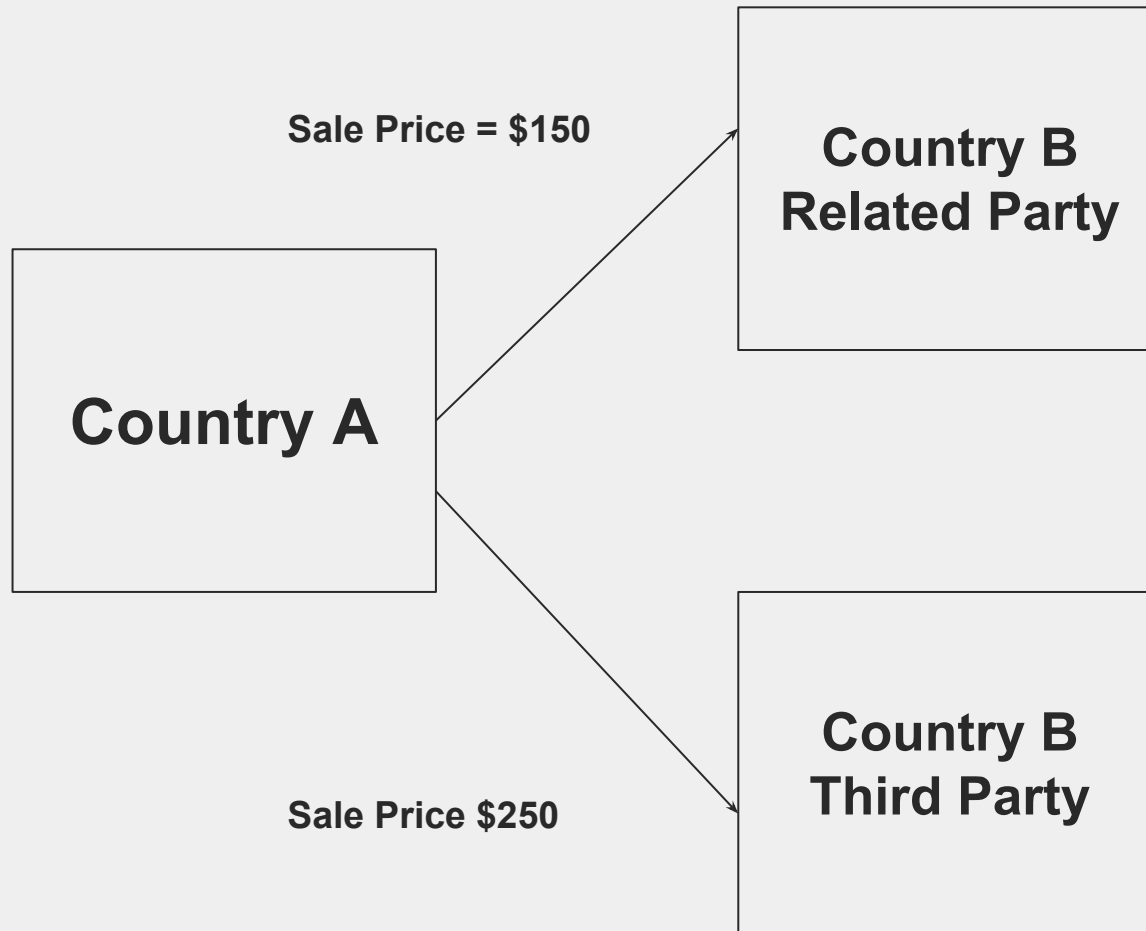 Sale Price = $150
Country B
Related Party
Country A
Country B
Third Party
Sale Price $250